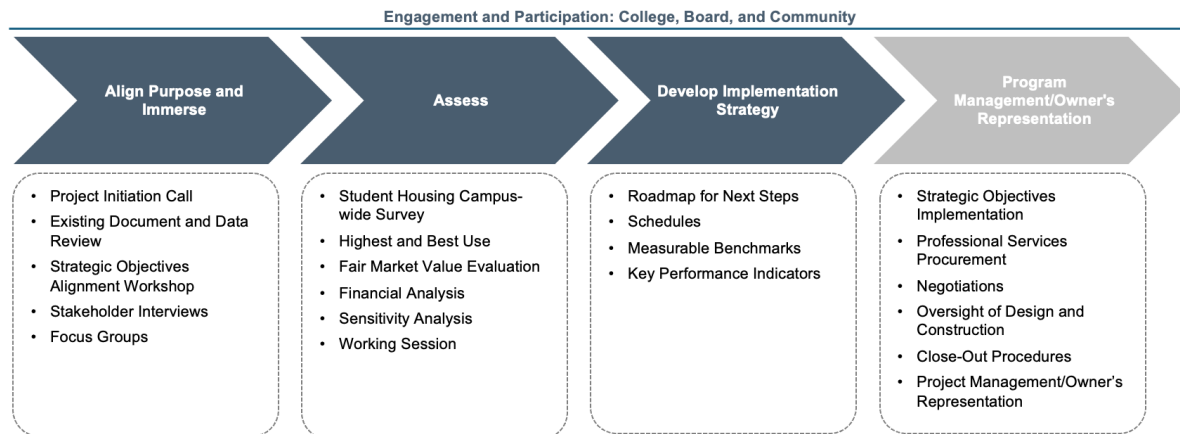 Engagement and Participation: College, Board, and Community
Align Purpose and
Immerse
Assess
Develop Implementation
Strategy
Program
Management/Owner's
Representation
• Project Initiation Call
• Existing Document and Data
Review
• Strategic Objectives
Alignment Workshop
• Stakeholder Interviews
• Focus Groups
• Student Housing Campus-
wide Survey
• Highest and Best Use
• Fair Market Value Evaluation
• Financial Analysis
• Sensitivity Analysis
• Working Session
• Roadmap for Next Steps
• Schedules
• Measurable Benchmarks
• Key Performance Indicators
• Strategic Objectives
Implementation
• Professional Services
Procurement
• Negotiations
• Oversight of Design and
Construction
• Close-Out Procedures
• Project Management/Owner’s
Representation